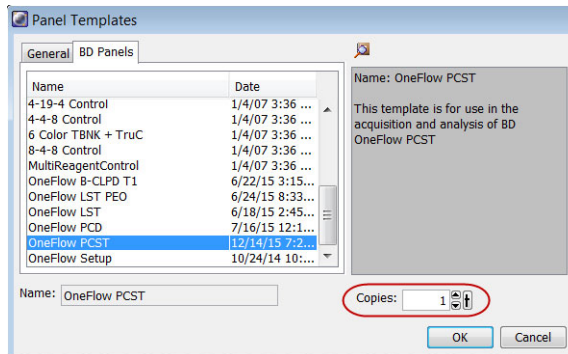 Panel Templates
General BD Panels
Name Date
4-19-4 Control 1/4/07 3:36 ...
4-4-8 Control 1/4/07 3:36 ...
6 Color TBNK + TruC 1/4/07 3:36 ...
8-4-8 Control 1/4/07 3:36 ...
MultiReagentControl 1/4/07 3:36 ...
OneFlow B-CLPD T1 6/22/15 3:15...
OneFlow LST PEO 6/24/15 8:33...
OneFlow LST 6/18/15 2:45...
OneFlow PCD 7/16/15 12:1...
OneFlow PCST 12/14/15 7:2...
OneFlow Setup 10/24/14 10:...
Name: OneFlow PCST
Name: OneFlow PCST
This template is for use in the
acquisition and analysis of BD
OneFlow PCST
Copies: 1
OK Cancel